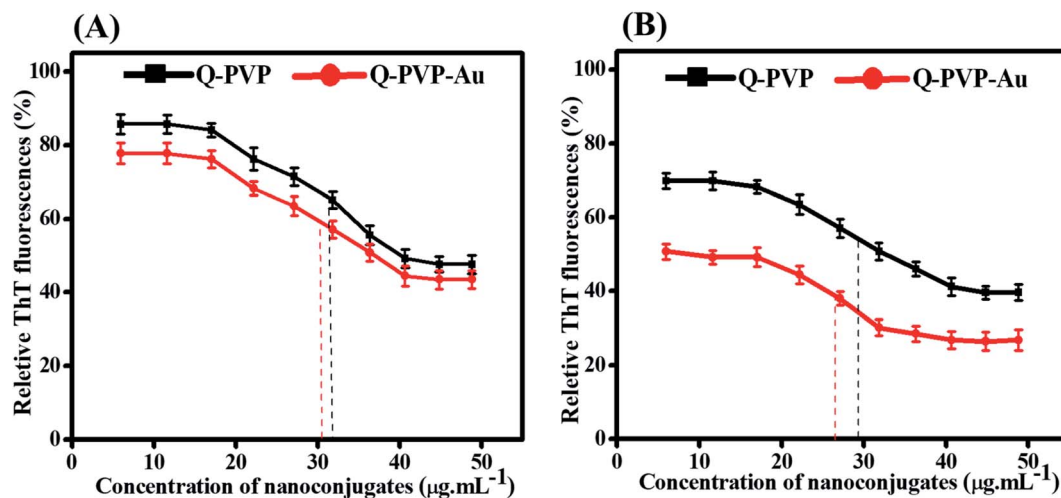 (A)
Q-PVP Q-PVP-Au
Reletive ThT fluorescences (%)
100
80
60
40
20
0
0 10 20 30 40 50
Concentration of nanoconjugates (µg.mL-1)
(B)
Q-PVP Q-PVP-Au
Reletive ThT fluorescences (%)
100
80
60
40
20
0
0 10 20 30 40 50
Concentration of nanoconjugates (µg.mL-1)